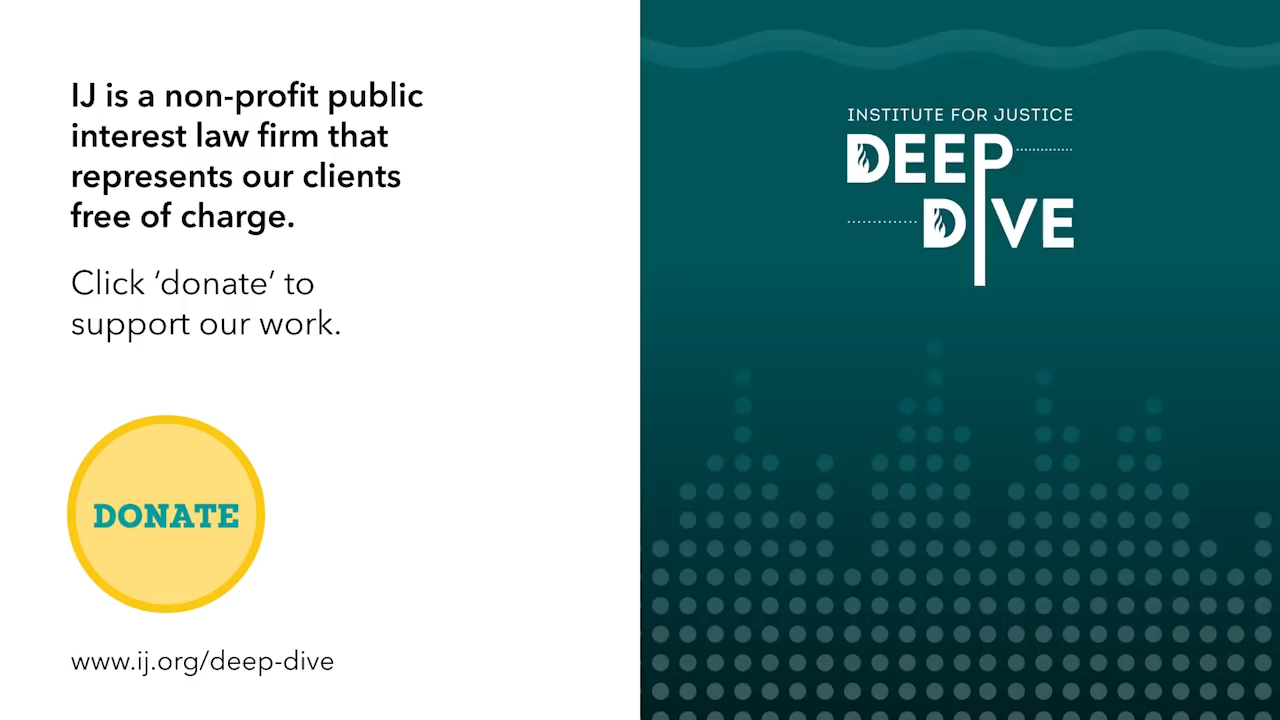 IJ is a non-profit public
interest law firm that
represents our clients
free of charge.
Click ‘donate’ to
support our work.
DONATE
www.ij.org/deep-dive
INSTITUTE FOR JUSTICE
DEEP
DIVE